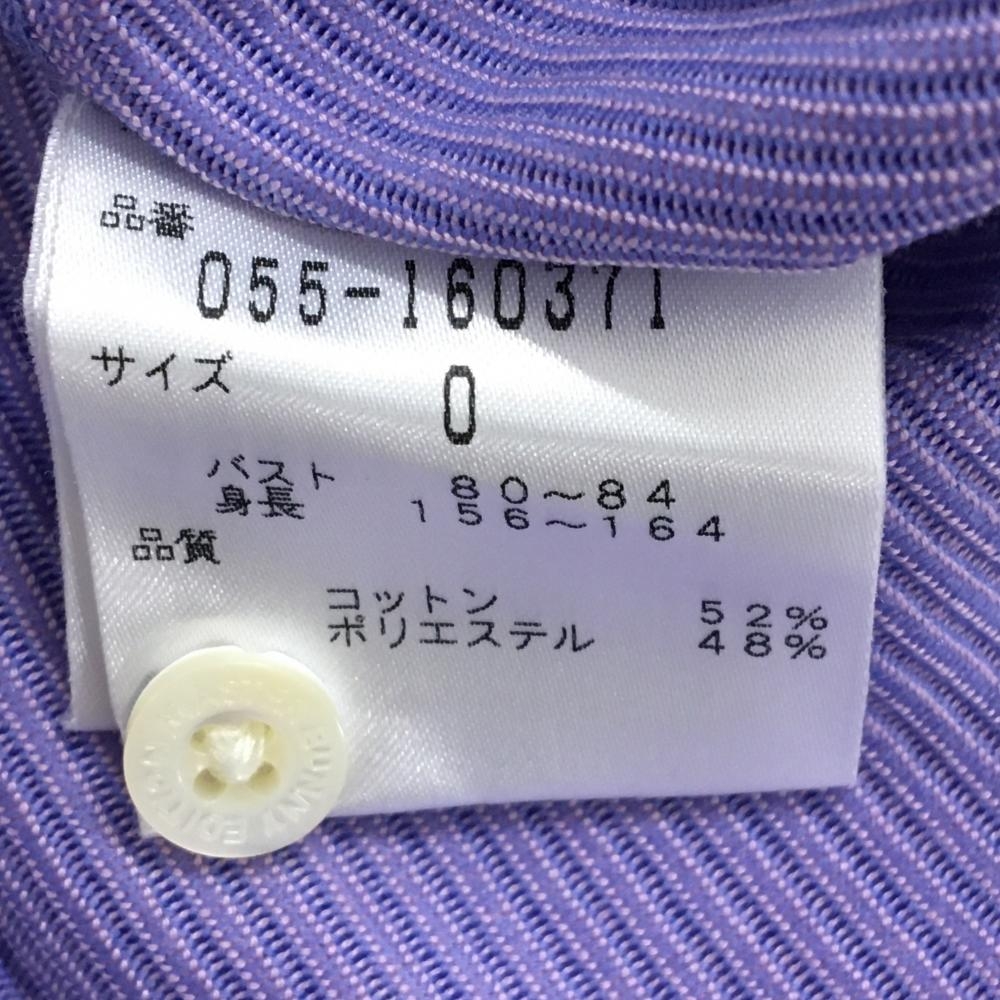 品番
055-160371
サイズ
0
バスト 80～84
身長 156～164
品質
コットン 52%
ポリエステル 48%